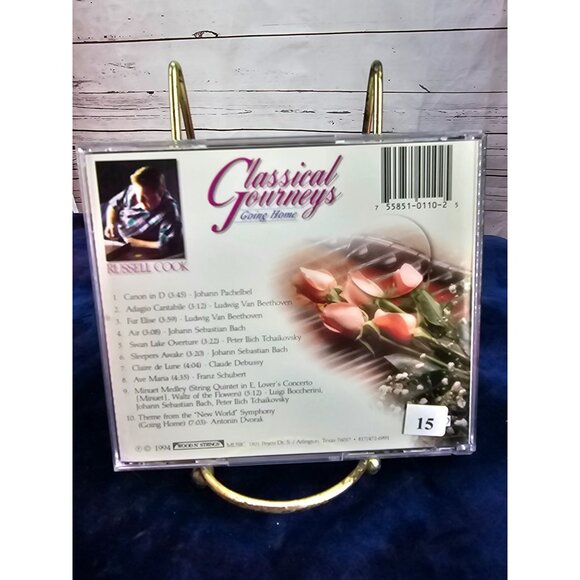 Classical
Journeys
Going Home
7 55851-0110-2 5
RUSSELL COOK
1. Canon in D (3:45) · Johann Pachelbel
2. Adagio Cantabile (3:12) · Ludwig Van Beethoven
3. Fur Elise (3:59) · Ludwig Van Beethoven
4. Air (3:08) · Johann Sebastian Bach
5. Swan Lake Overture (3:22) · Peter Ilich Tchaikovsky
6. Sleepers Awake (3:20) · Johann Sebastian Bach
7. Claire de Lune (4:04) · Claude Debussy
8. Ave Maria (4:35) · Franz Schubert
9. Minuet Medley (String Quintet in E, Lover's Concerto
[Minuet], Waltz of the Flowers) (5:12) · Luigi Boccherini,
Johann Sebastian Bach, Peter Ilich Tchaikovsky
10. Theme from the "New World" Symphony
(Going Home) (7:03) · Antonin Dvorak
15
℗ © 1994 WOOD N' STRINGS MUSIC Arlington, Texas